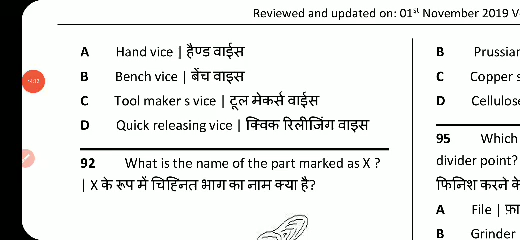 Reviewed and updated on: 01st November 2019 V
A Hand vice | हैण्ड वाईस
B Bench vice | बेंच वाइस
C Tool maker s vice | टूल मेकर्स वाईस
D Quick releasing vice | क्विक रिलीजिंग वाइस
92 What is the name of the part marked as X ?
| X के रूप में चिह्नित भाग का नाम क्या है?
B Prussian
C Copper s
D Cellulose
95 Which
divider point?
फिनिश करने के
A File | फ़ा
B Grinder